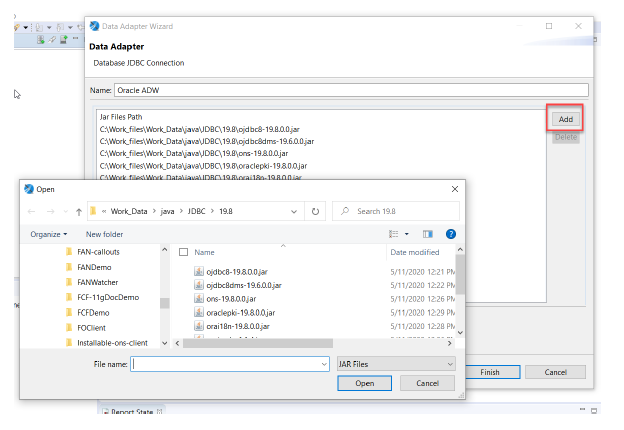 Data Adapter Wizard
Data Adapter
Database JDBC Connection
Name: Oracle ADW
Jar Files Path
C:\Work_files\Work_Data\java\JDBC\19.8\ojdbc8-19.8.0.0.jar
C:\Work_files\Work_Data\java\JDBC\19.8\ojdbc8dms-19.6.0.0.jar
C:\Work_files\Work_Data\java\JDBC\19.8\ons-19.8.0.0.jar
C:\Work_files\Work_Data\java\JDBC\19.8\oraclepki-19.8.0.0.jar
C:\Work_files\Work_Data\java\JDBC\19.8\orai18n-19.8.0.0.jar
Add
Delete
Open
« Work_Data > java > JDBC > 19.8
Search 19.8
Organize
New folder
FAN-callouts
FANDemo
FANWatcher
FCF-11gDocDemo
FCFDemo
FOClient
Installable-ons-client
Name Date modified
ojdbc8-19.8.0.0.jar 5/11/2020 12:21 PM
ojdbc8dms-19.6.0.0.jar 5/11/2020 12:22 PM
ons-19.8.0.0.jar 5/11/2020 12:26 PM
oraclepki-19.8.0.0.jar 5/11/2020 12:29 PM
orai18n-19.8.0.0.jar 5/11/2020 12:28 PM
File name:
JAR Files
Open
Cancel
Finish
Cancel
Report State